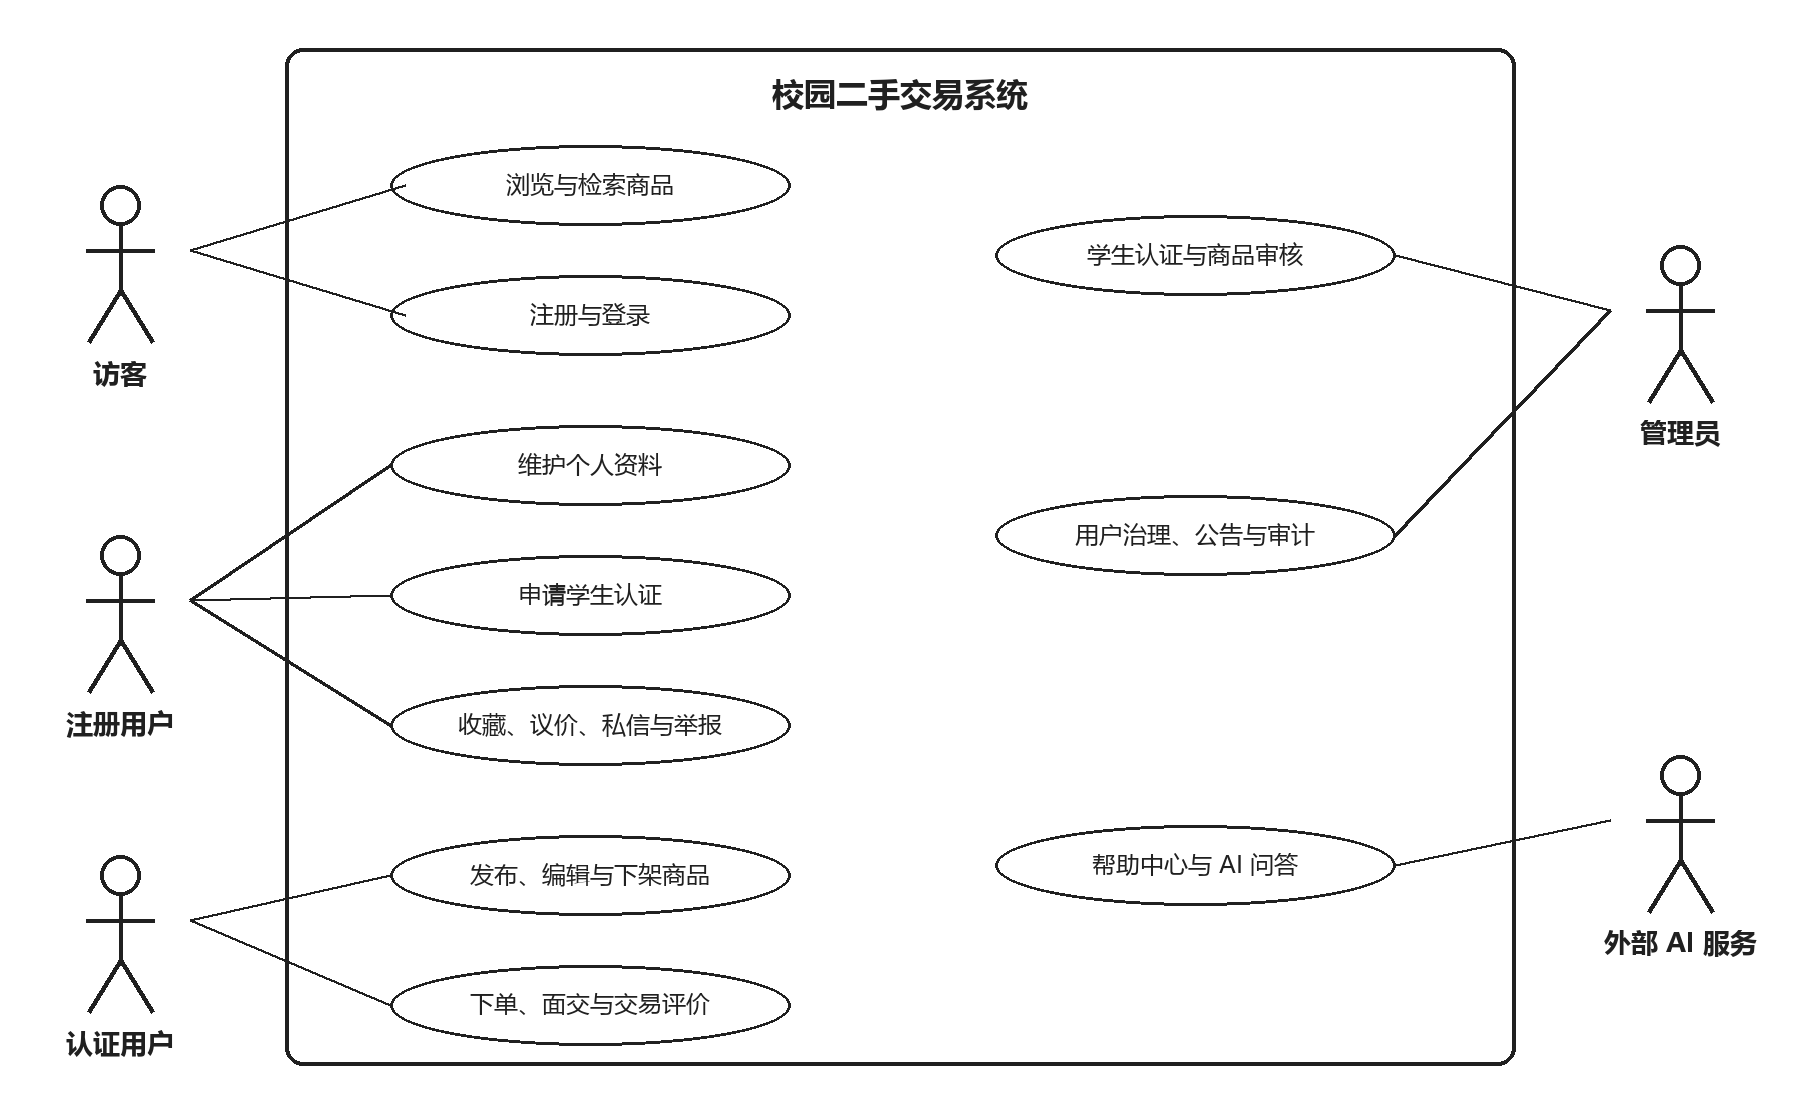 校园二手交易系统
浏览与检索商品
注册与登录
访客
维护个人资料
申请学生认证
收藏、议价、私信与举报
注册用户
发布、编辑与下架商品
下单、面交与交易评价
认证用户
学生认证与商品审核
用户治理、公告与审计
管理员
帮助中心与 AI 问答
外部 AI 服务